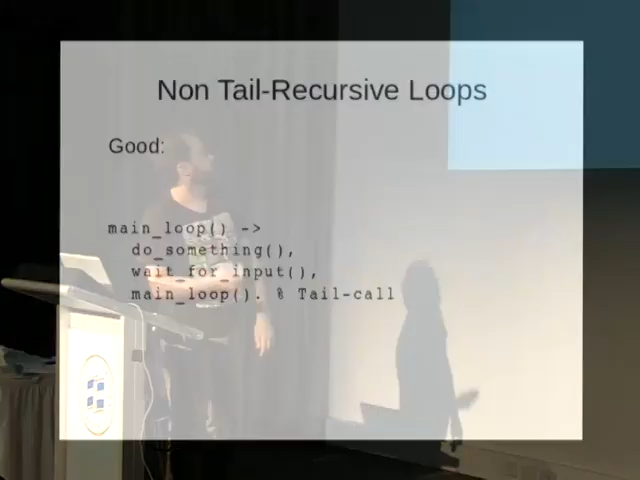 Non Tail-Recursive Loops
Good:
main_loop() ->
do_something(),
wait_for_input(),
main_loop(). % Tail-call